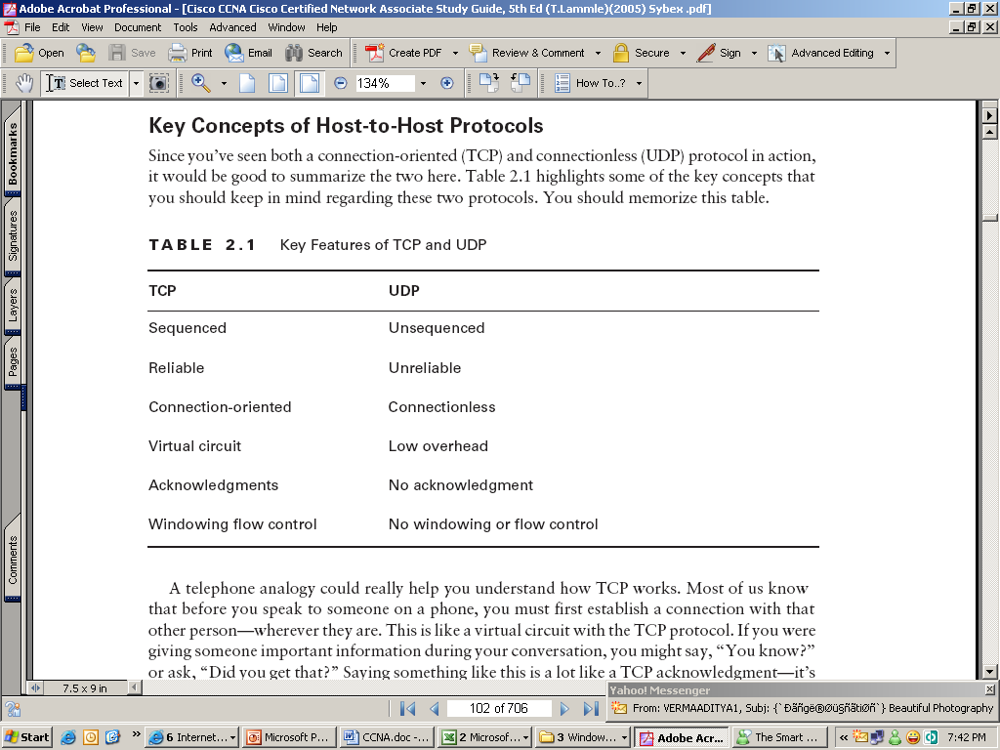 Adobe Acrobat Professional - [Cisco CCNA Cisco Certified Network Associate Study Guide, 5th Ed (T.Lammle)(2005) Sybex .pdf]
File Edit View Document Tools Advanced Window Help
Open Save Print Email Search Create PDF Review & Comment Secure Sign Advanced Editing
Select Text 134% How To..?
Bookmarks
Signatures
Layers
Pages
Comments
Key Concepts of Host-to-Host Protocols
Since you've seen both a connection-oriented (TCP) and connectionless (UDP) protocol in action,
it would be good to summarize the two here. Table 2.1 highlights some of the key concepts that
you should keep in mind regarding these two protocols. You should memorize this table.
TABLE 2.1 Key Features of TCP and UDP
TCP UDP
Sequenced Unsequenced
Reliable Unreliable
Connection-oriented Connectionless
Virtual circuit Low overhead
Acknowledgments No acknowledgment
Windowing flow control No windowing or flow control
A telephone analogy could really help you understand how TCP works. Most of us know
that before you speak to someone on a phone, you must first establish a connection with that
other person—wherever they are. This is like a virtual circuit with the TCP protocol. If you were
giving someone important information during your conversation, you might say, “You know?”
or ask, “Did you get that?” Saying something like this is a lot like a TCP acknowledgment—it's
7.5 x 9 in
Yahoo! Messenger
102 of 706
From: VERMAADITYA1, Subj: Beautiful Photography
Start 6 Internet... Microsoft P... CCNA.doc -... 2 Microsof... 3 Window... Adobe Acr... The Smart ... 7:42 PM